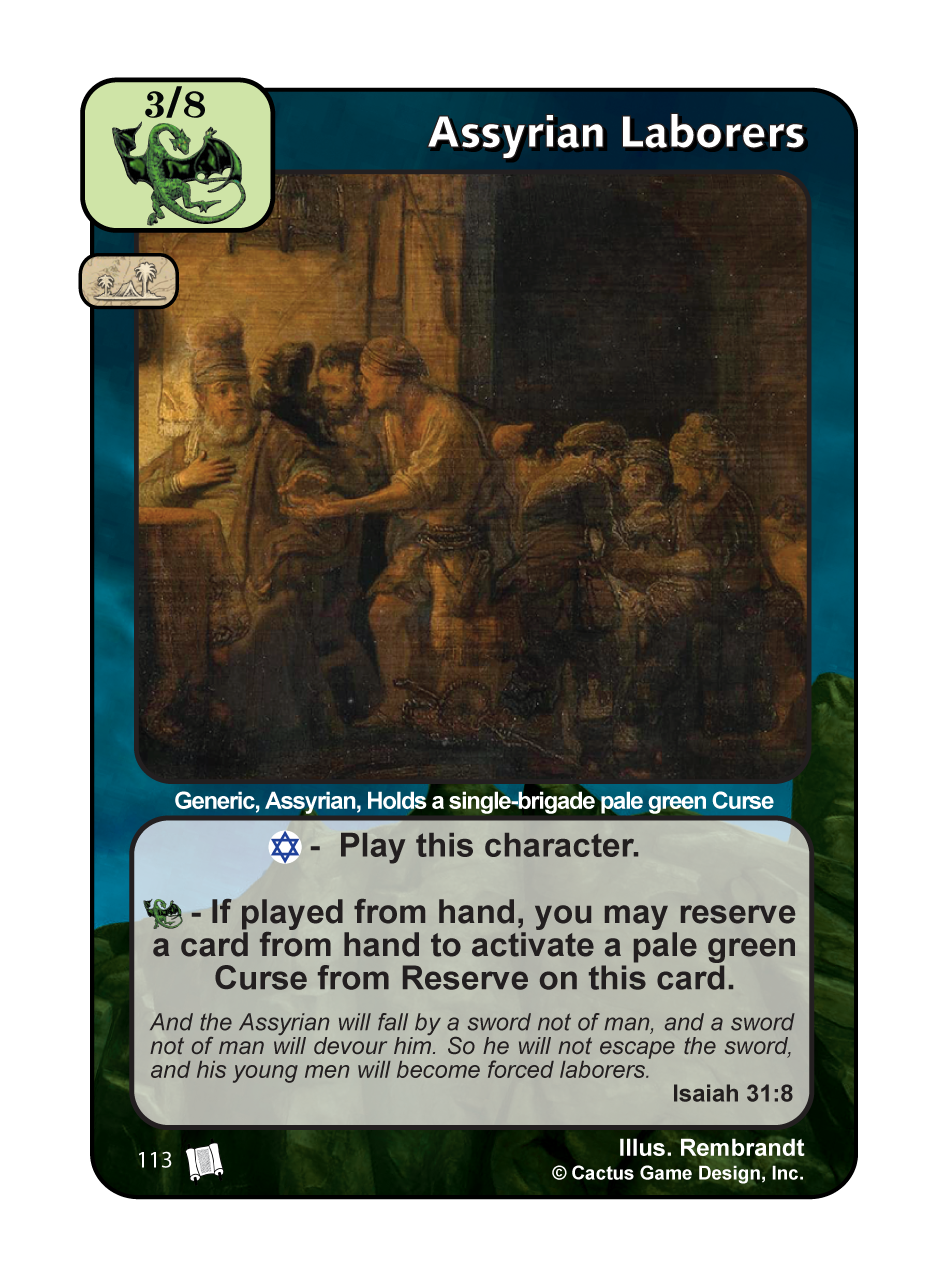 3/8
Assyrian Laborers
Generic, Assyrian, Holds a single-brigade pale green Curse
- Play this character.
- If played from hand, you may reserve
a card from hand to activate a pale green
Curse from Reserve on this card.
And the Assyrian will fall by a sword not of man, and a sword
not of man will devour him. So he will not escape the sword,
and his young men will become forced laborers.
Isaiah 31:8
113
Illus. Rembrandt
© Cactus Game Design, Inc.